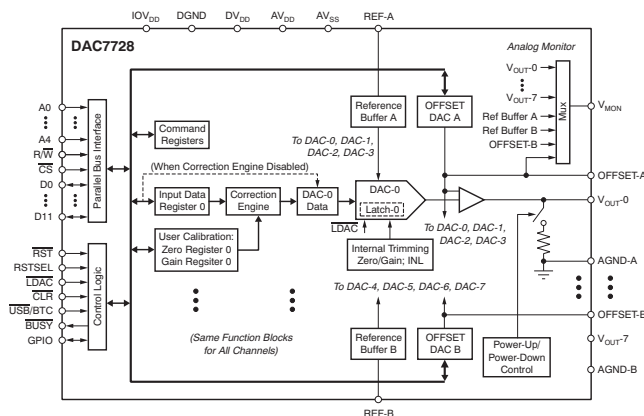 IOVDD DGND DVDD AVDD AVSS REF-A
DAC7728
Analog Monitor
VOUT-0
VOUT-7
Ref Buffer A
Ref Buffer B
OFFSET-B
Mux
VMON
A0
A4
R/W
CS
D0
D11
Parallel Bus Interface
Command
Registers
Reference
Buffer A
OFFSET
DAC A
To DAC-0, DAC-1,
DAC-2, DAC-3
(When Correction Engine Disabled)
Input Data
Register 0
Correction
Engine
DAC-0
Data
DAC-0
Latch-0
LDAC
OFFSET-A
VOUT-0
User Calibration:
Zero Register 0
Gain Regsiter 0
Internal Trimming
Zero/Gain; INL
To DAC-0, DAC-1,
DAC-2, DAC-3
AGND-A
RST
RSTSEL
LDAC
CLR
USB/BTC
BUSY
GPIO
Control Logic
To DAC-4, DAC-5, DAC-6, DAC-7
(Same Function Blocks
for All Channels)
Reference
Buffer B
OFFSET
DAC B
Power-Up/
Power-Down
Control
OFFSET-B
VOUT-7
AGND-B
REF-B